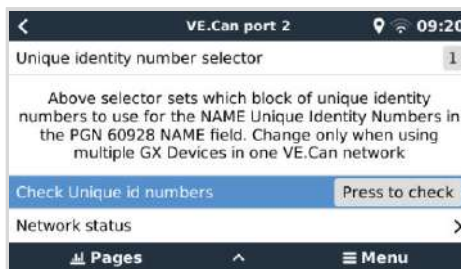 VE.Can port 2 09:20
Unique identity number selector 1
Above selector sets which block of unique identity
numbers to use for the NAME Unique Identity Numbers in
the PGN 60928 NAME field. Change only when using
multiple GX Devices in one VE.Can network
Check Unique id numbers Press to check
Network status
Pages Menu